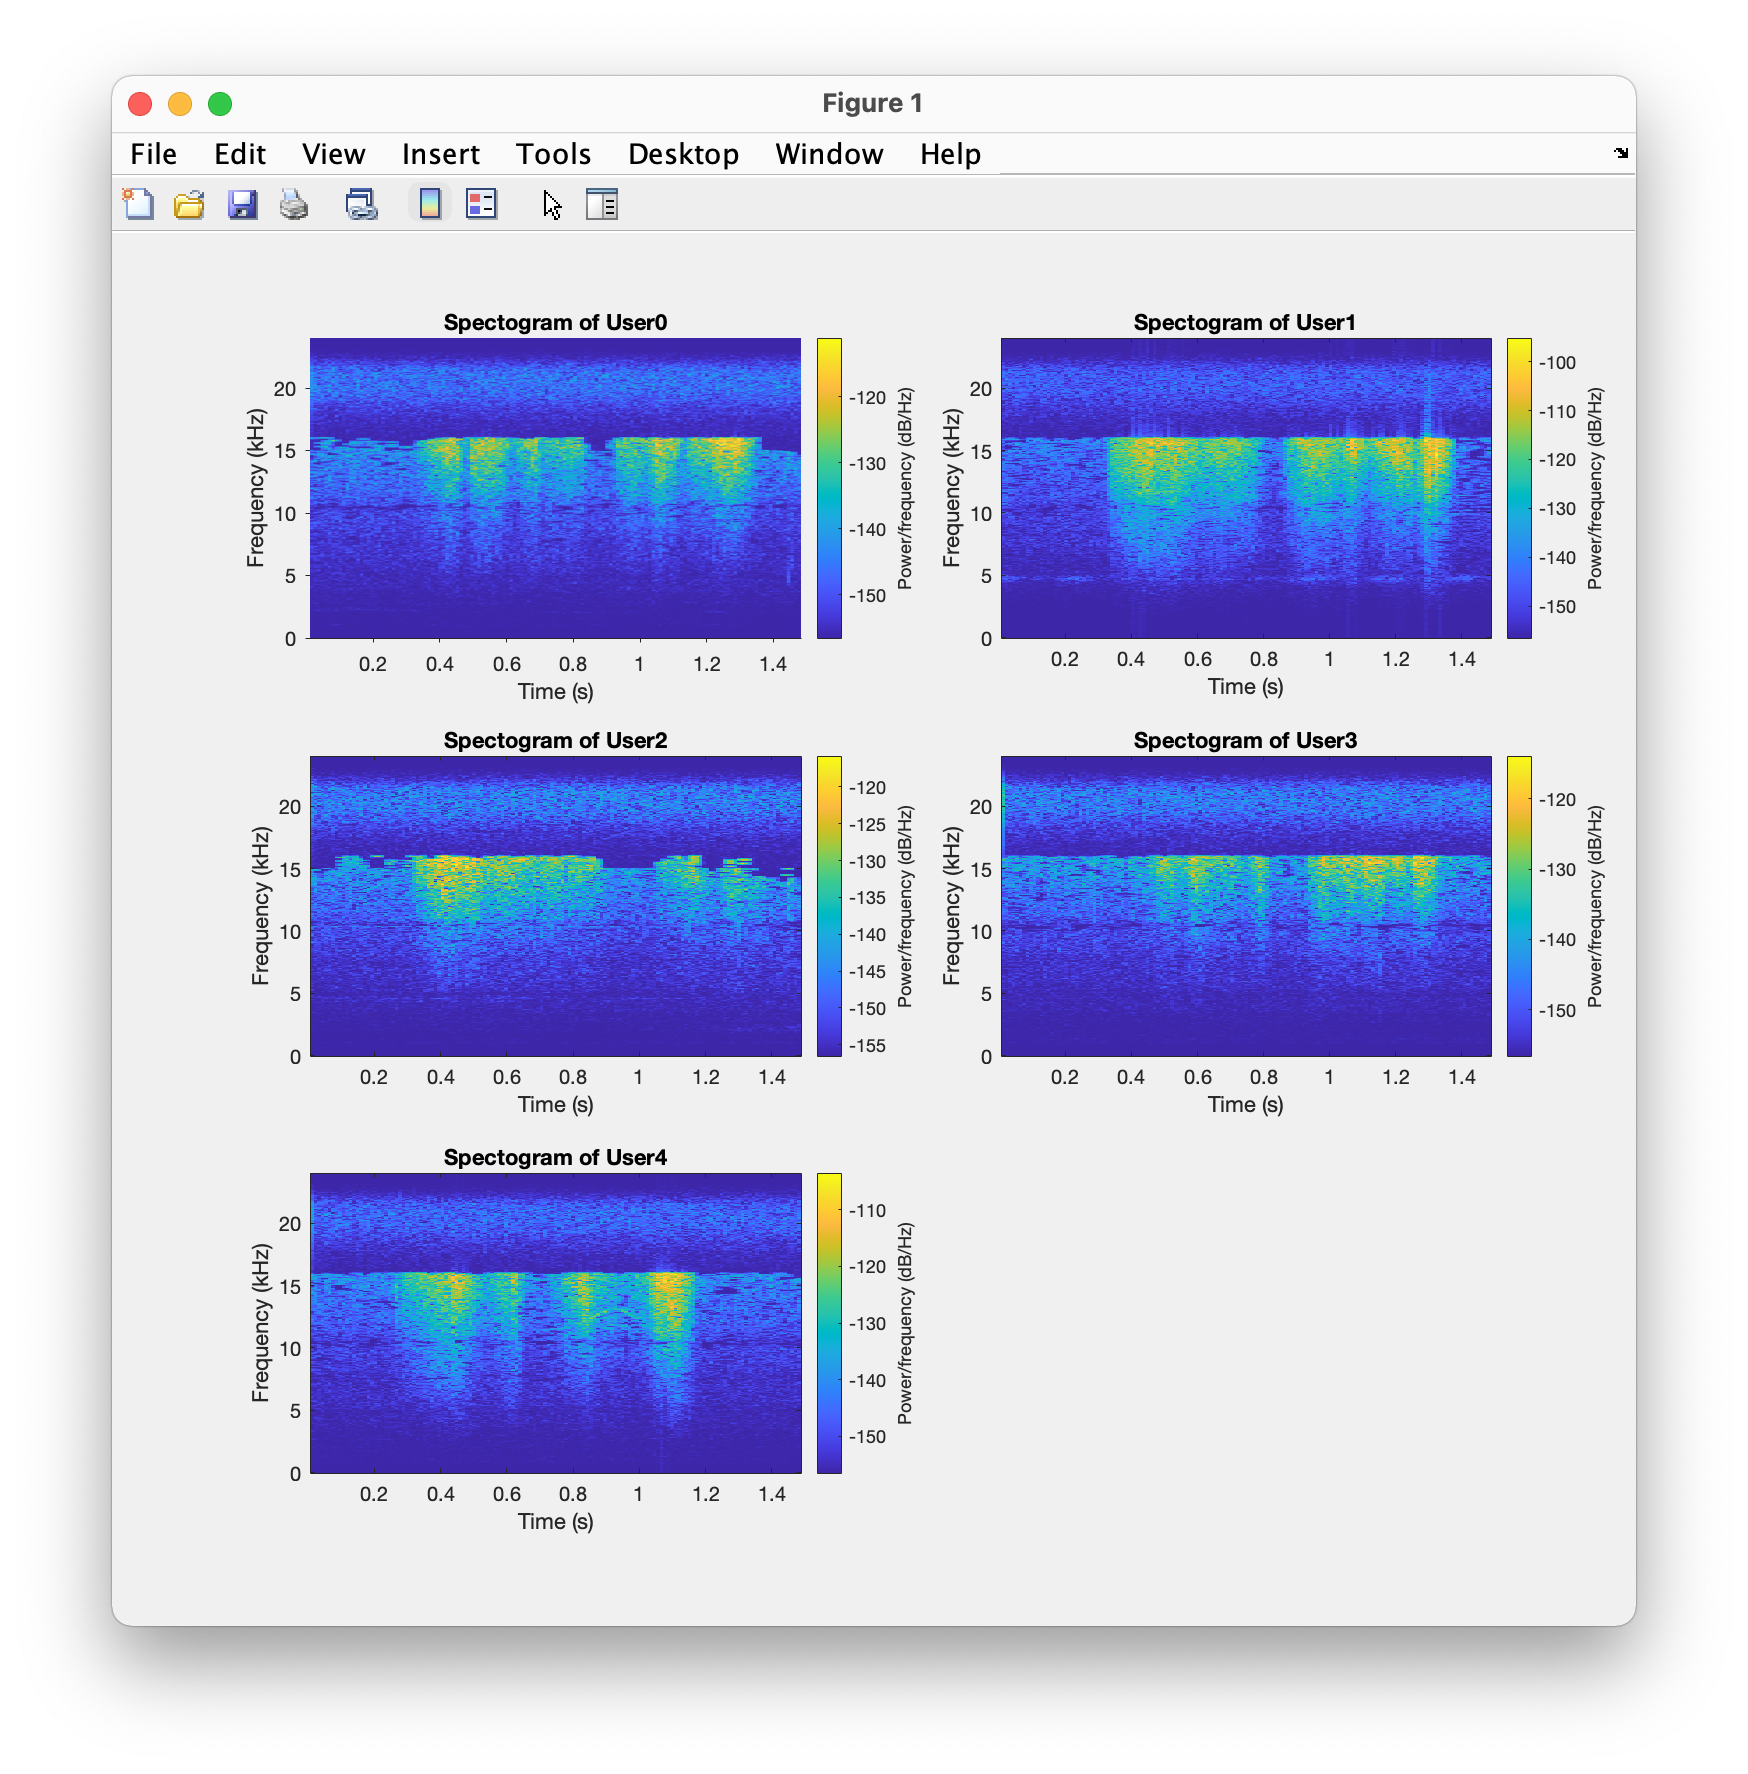 Figure 1
File Edit View Insert Tools Desktop Window Help
Spectogram of User0
20
15
10
5
0
Frequency (kHz)
0.2 0.4 0.6 0.8 1 1.2 1.4
Time (s)
-120
-130
-140
-150
Power/frequency (dB/Hz)
Spectogram of User1
20
15
10
5
0
Frequency (kHz)
0.2 0.4 0.6 0.8 1 1.2 1.4
Time (s)
-100
-110
-120
-130
-140
-150
Power/frequency (dB/Hz)
Spectogram of User2
20
15
10
5
0
Frequency (kHz)
0.2 0.4 0.6 0.8 1 1.2 1.4
Time (s)
-120
-125
-130
-135
-140
-145
-150
-155
Power/frequency (dB/Hz)
Spectogram of User3
20
15
10
5
0
Frequency (kHz)
0.2 0.4 0.6 0.8 1 1.2 1.4
Time (s)
-120
-130
-140
-150
Power/frequency (dB/Hz)
Spectogram of User4
20
15
10
5
0
Frequency (kHz)
0.2 0.4 0.6 0.8 1 1.2 1.4
Time (s)
-110
-120
-130
-140
-150
Power/frequency (dB/Hz)